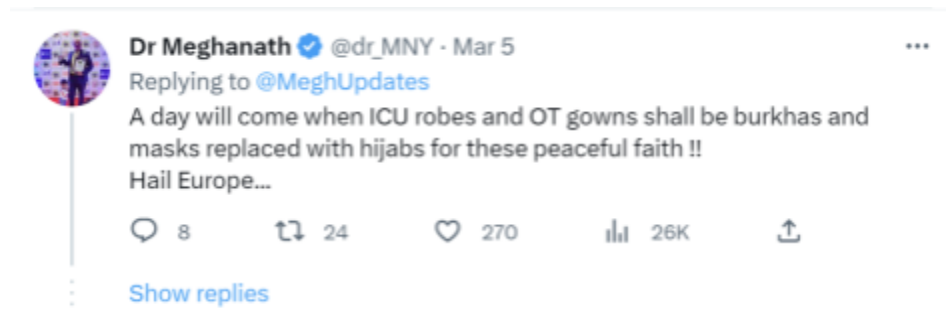 Dr Meghanath @dr_MNY · Mar 5
Replying to @MeghUpdates
A day will come when ICU robes and OT gowns shall be burkhas and
masks replaced with hijabs for these peaceful faith !!
Hail Europe...
8 24 270 26K
Show replies